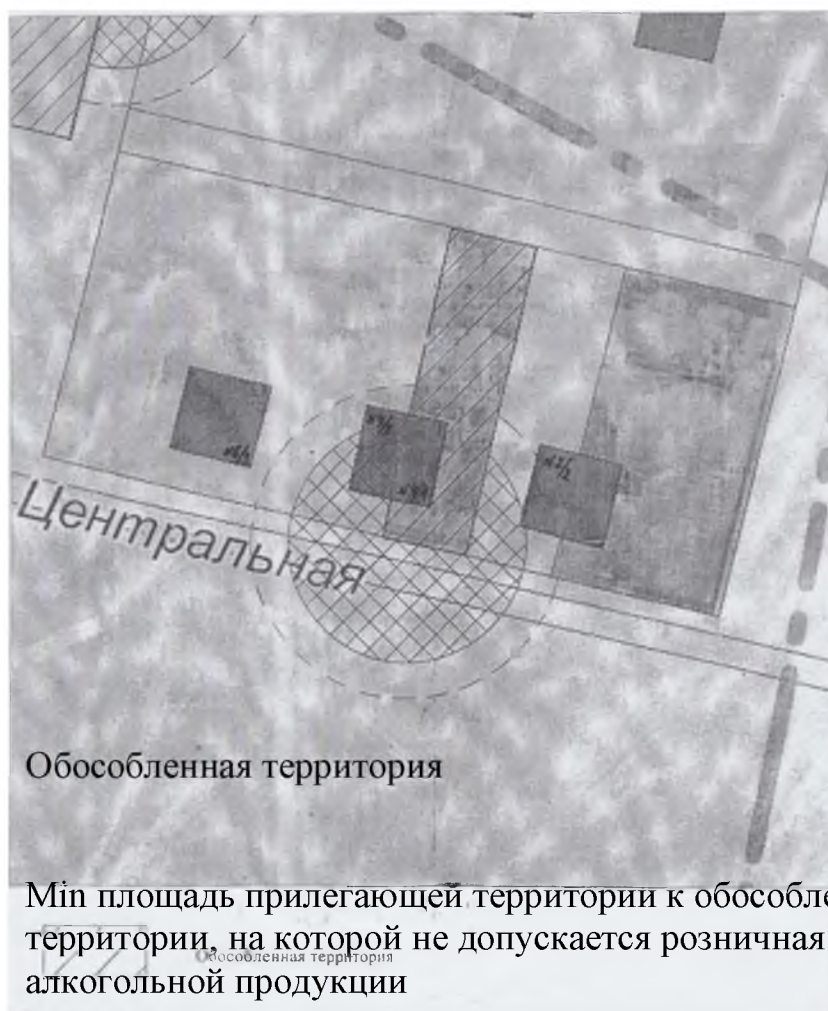 Центральная
Обособленная территория
Min площадь прилегающей территории к обособле
территории, на которой не допускается розничная
Обособленная территория
алкогольной продукции